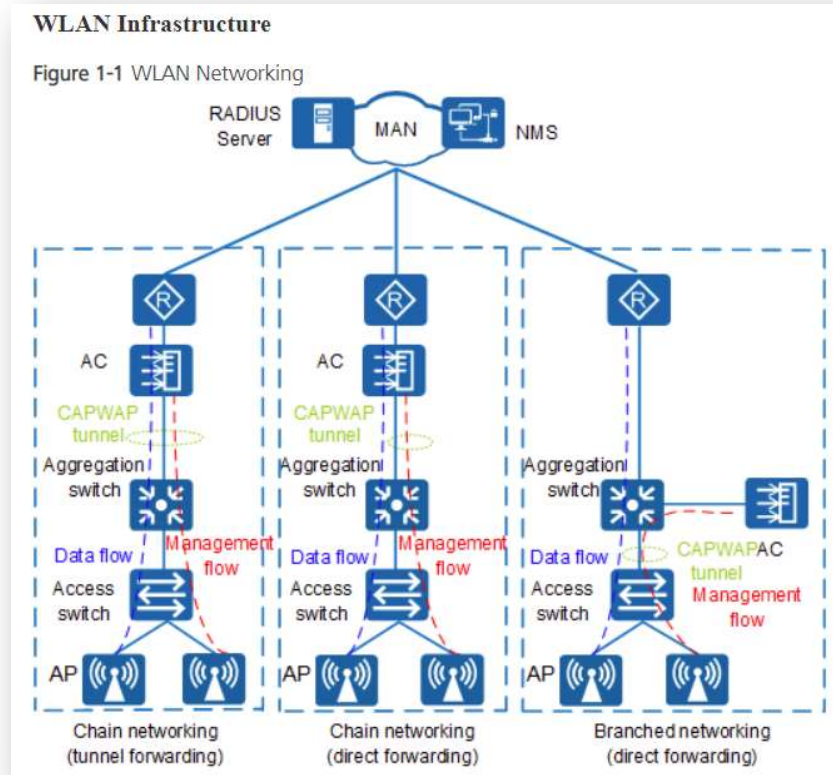 WLAN Infrastructure
Figure 1-1 WLAN Networking
RADIUS
Server
MAN
NMS
R
R
R
AC
CAPWAP
tunnel
Aggregation
switch
Data flow
Management
flow
Access
switch
AP
Chain networking
(tunnel forwarding)
AC
CAPWAP
tunnel
Aggregation
switch
Data flow
Management
flow
Access
switch
AP
Chain networking
(direct forwarding)
Aggregation
switch
Data flow
CAPWAP
tunnel
AC
Management
flow
Access
switch
AP
Branched networking
(direct forwarding)